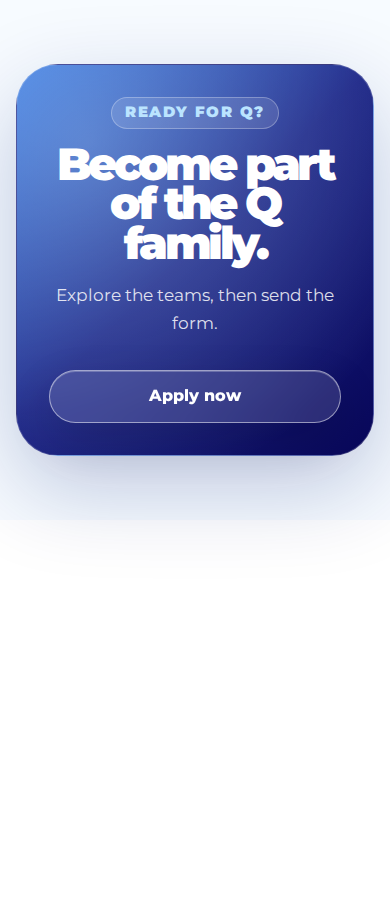 READY FOR Q?
Become part
of the Q
family.
Explore the teams, then send the
form.
Apply now